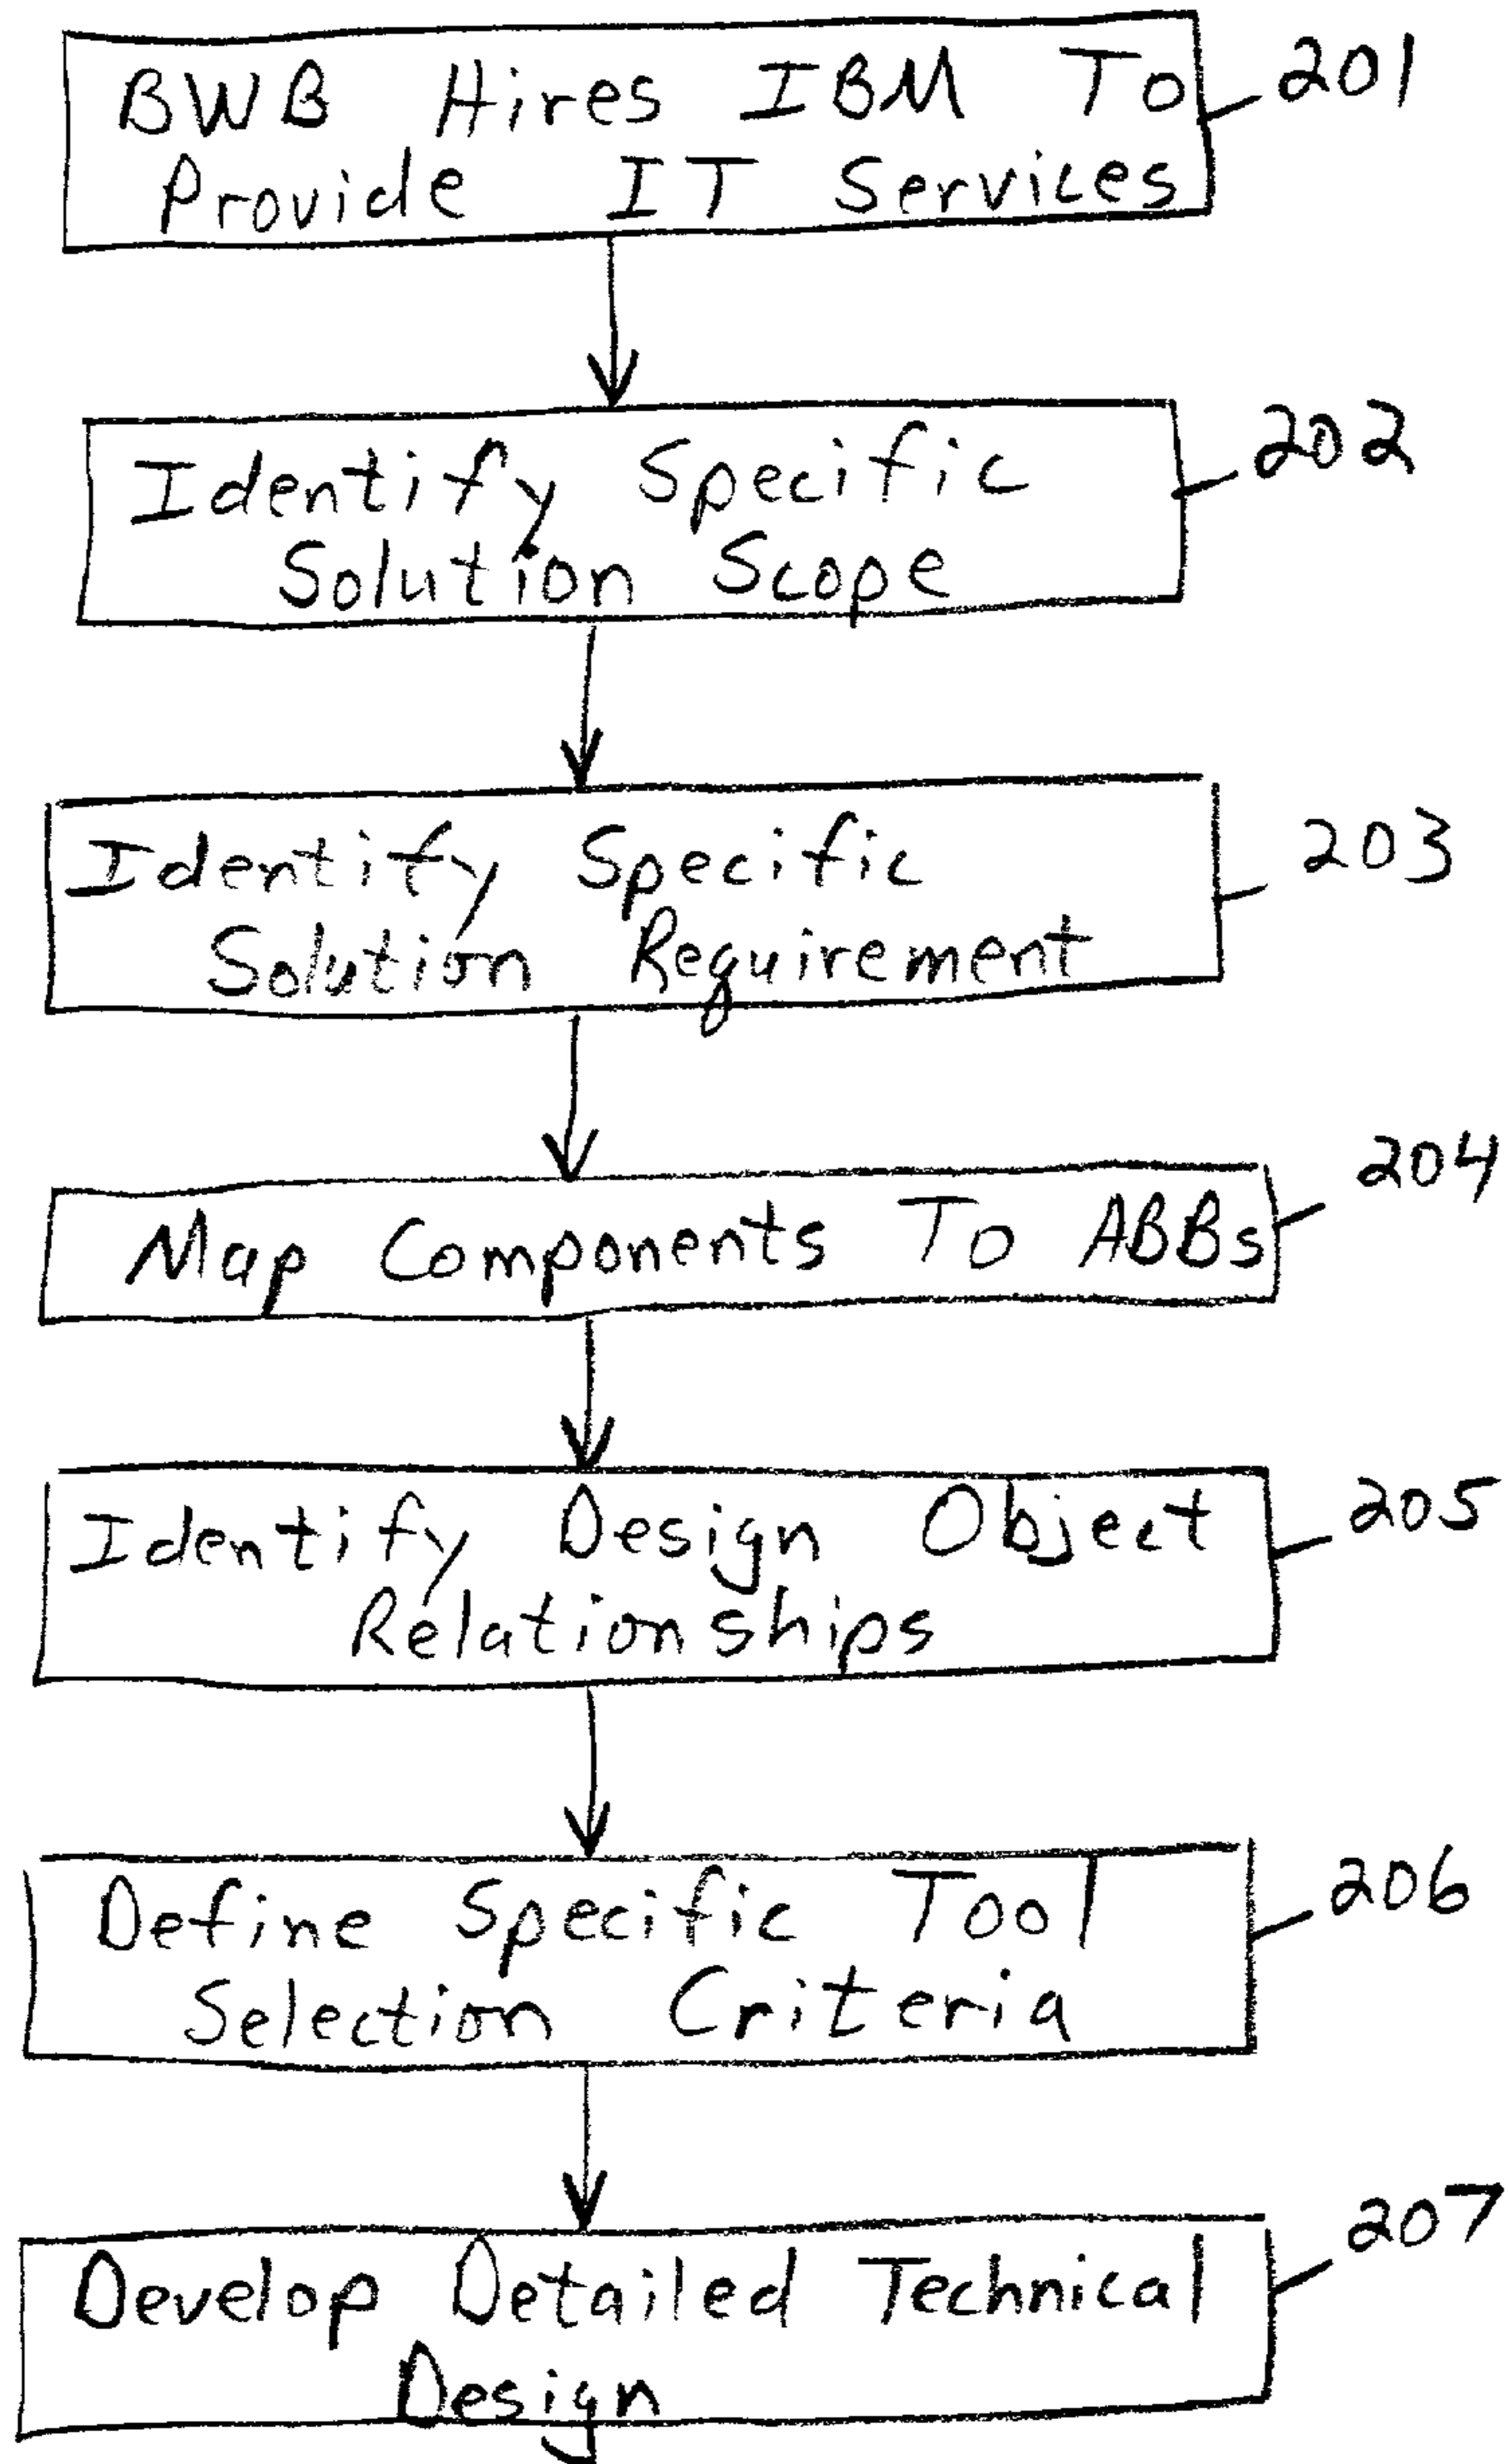 BWB Hires IBM To
Provide IT Services
201
Identify Specific
Solution Scope
202
Identify Specific
Solution Requirement
203
Map Components To ABBs
204
Identify Design Object
Relationships
205
Define Specific Tool
Selection Criteria
206
Develop Detailed Technical
Design
207